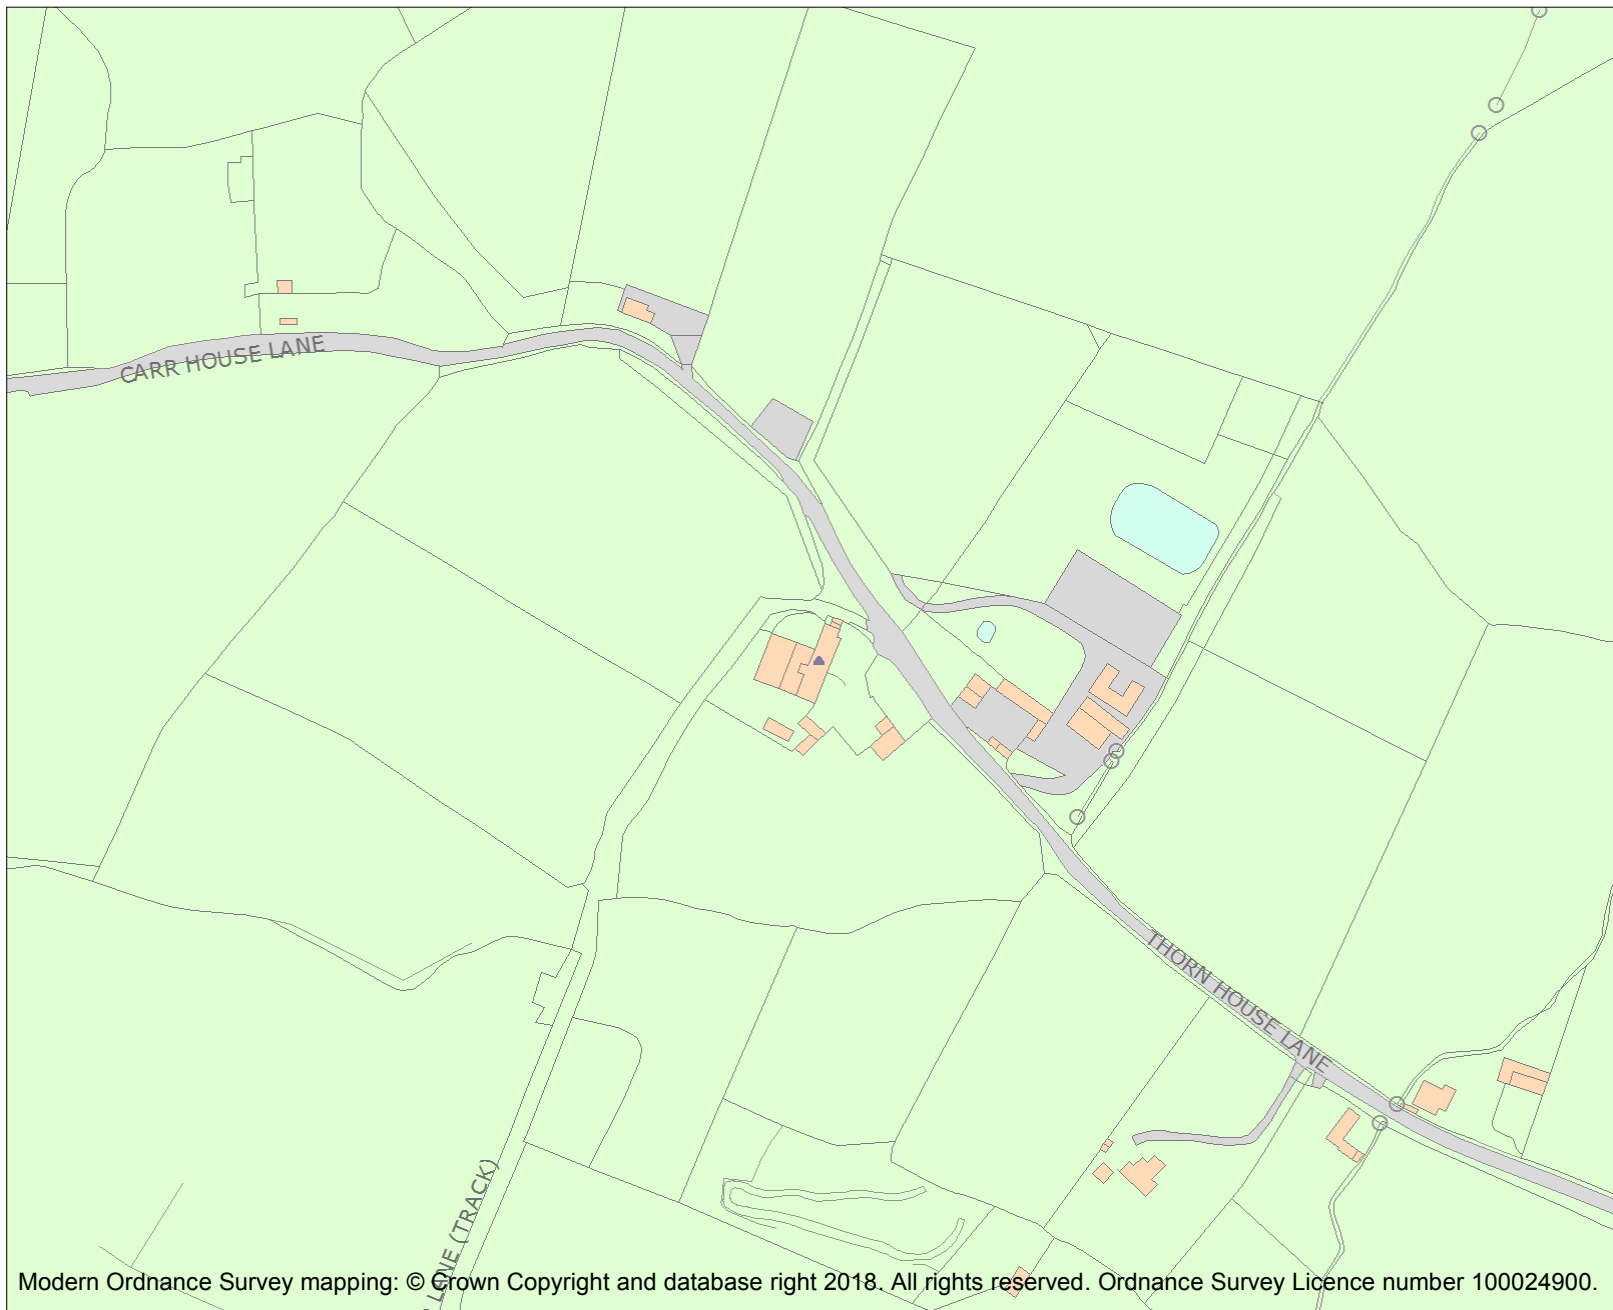 CARR HOUSE LANE
THORN HOUSE LANE
LANE (TRACK)
Modern Ordnance Survey mapping: © Crown Copyright and database right 2018. All rights reserved. Ordnance Survey Licence number 100024900.